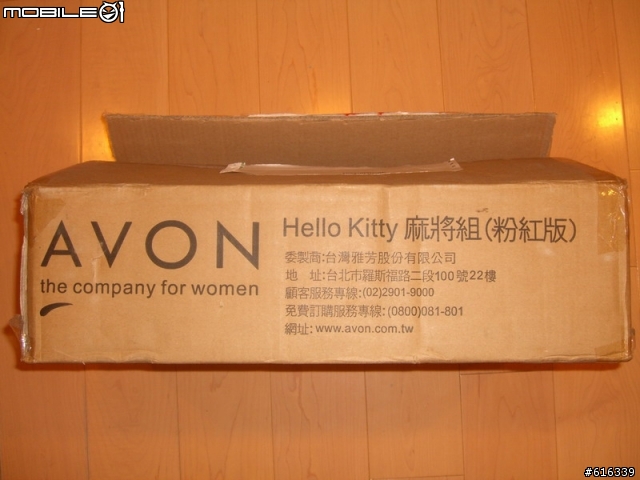 MOBILE01
AVON
the company for women
Hello Kitty 麻將組(粉紅版)
委製商:台灣雅芳股份有限公司
地 址:台北市羅斯福路二段100號22樓
顧客服務專線:(02)2901-9000
免費訂購服務專線:(0800)081-801
網址:www.avon.com.tw
#616339